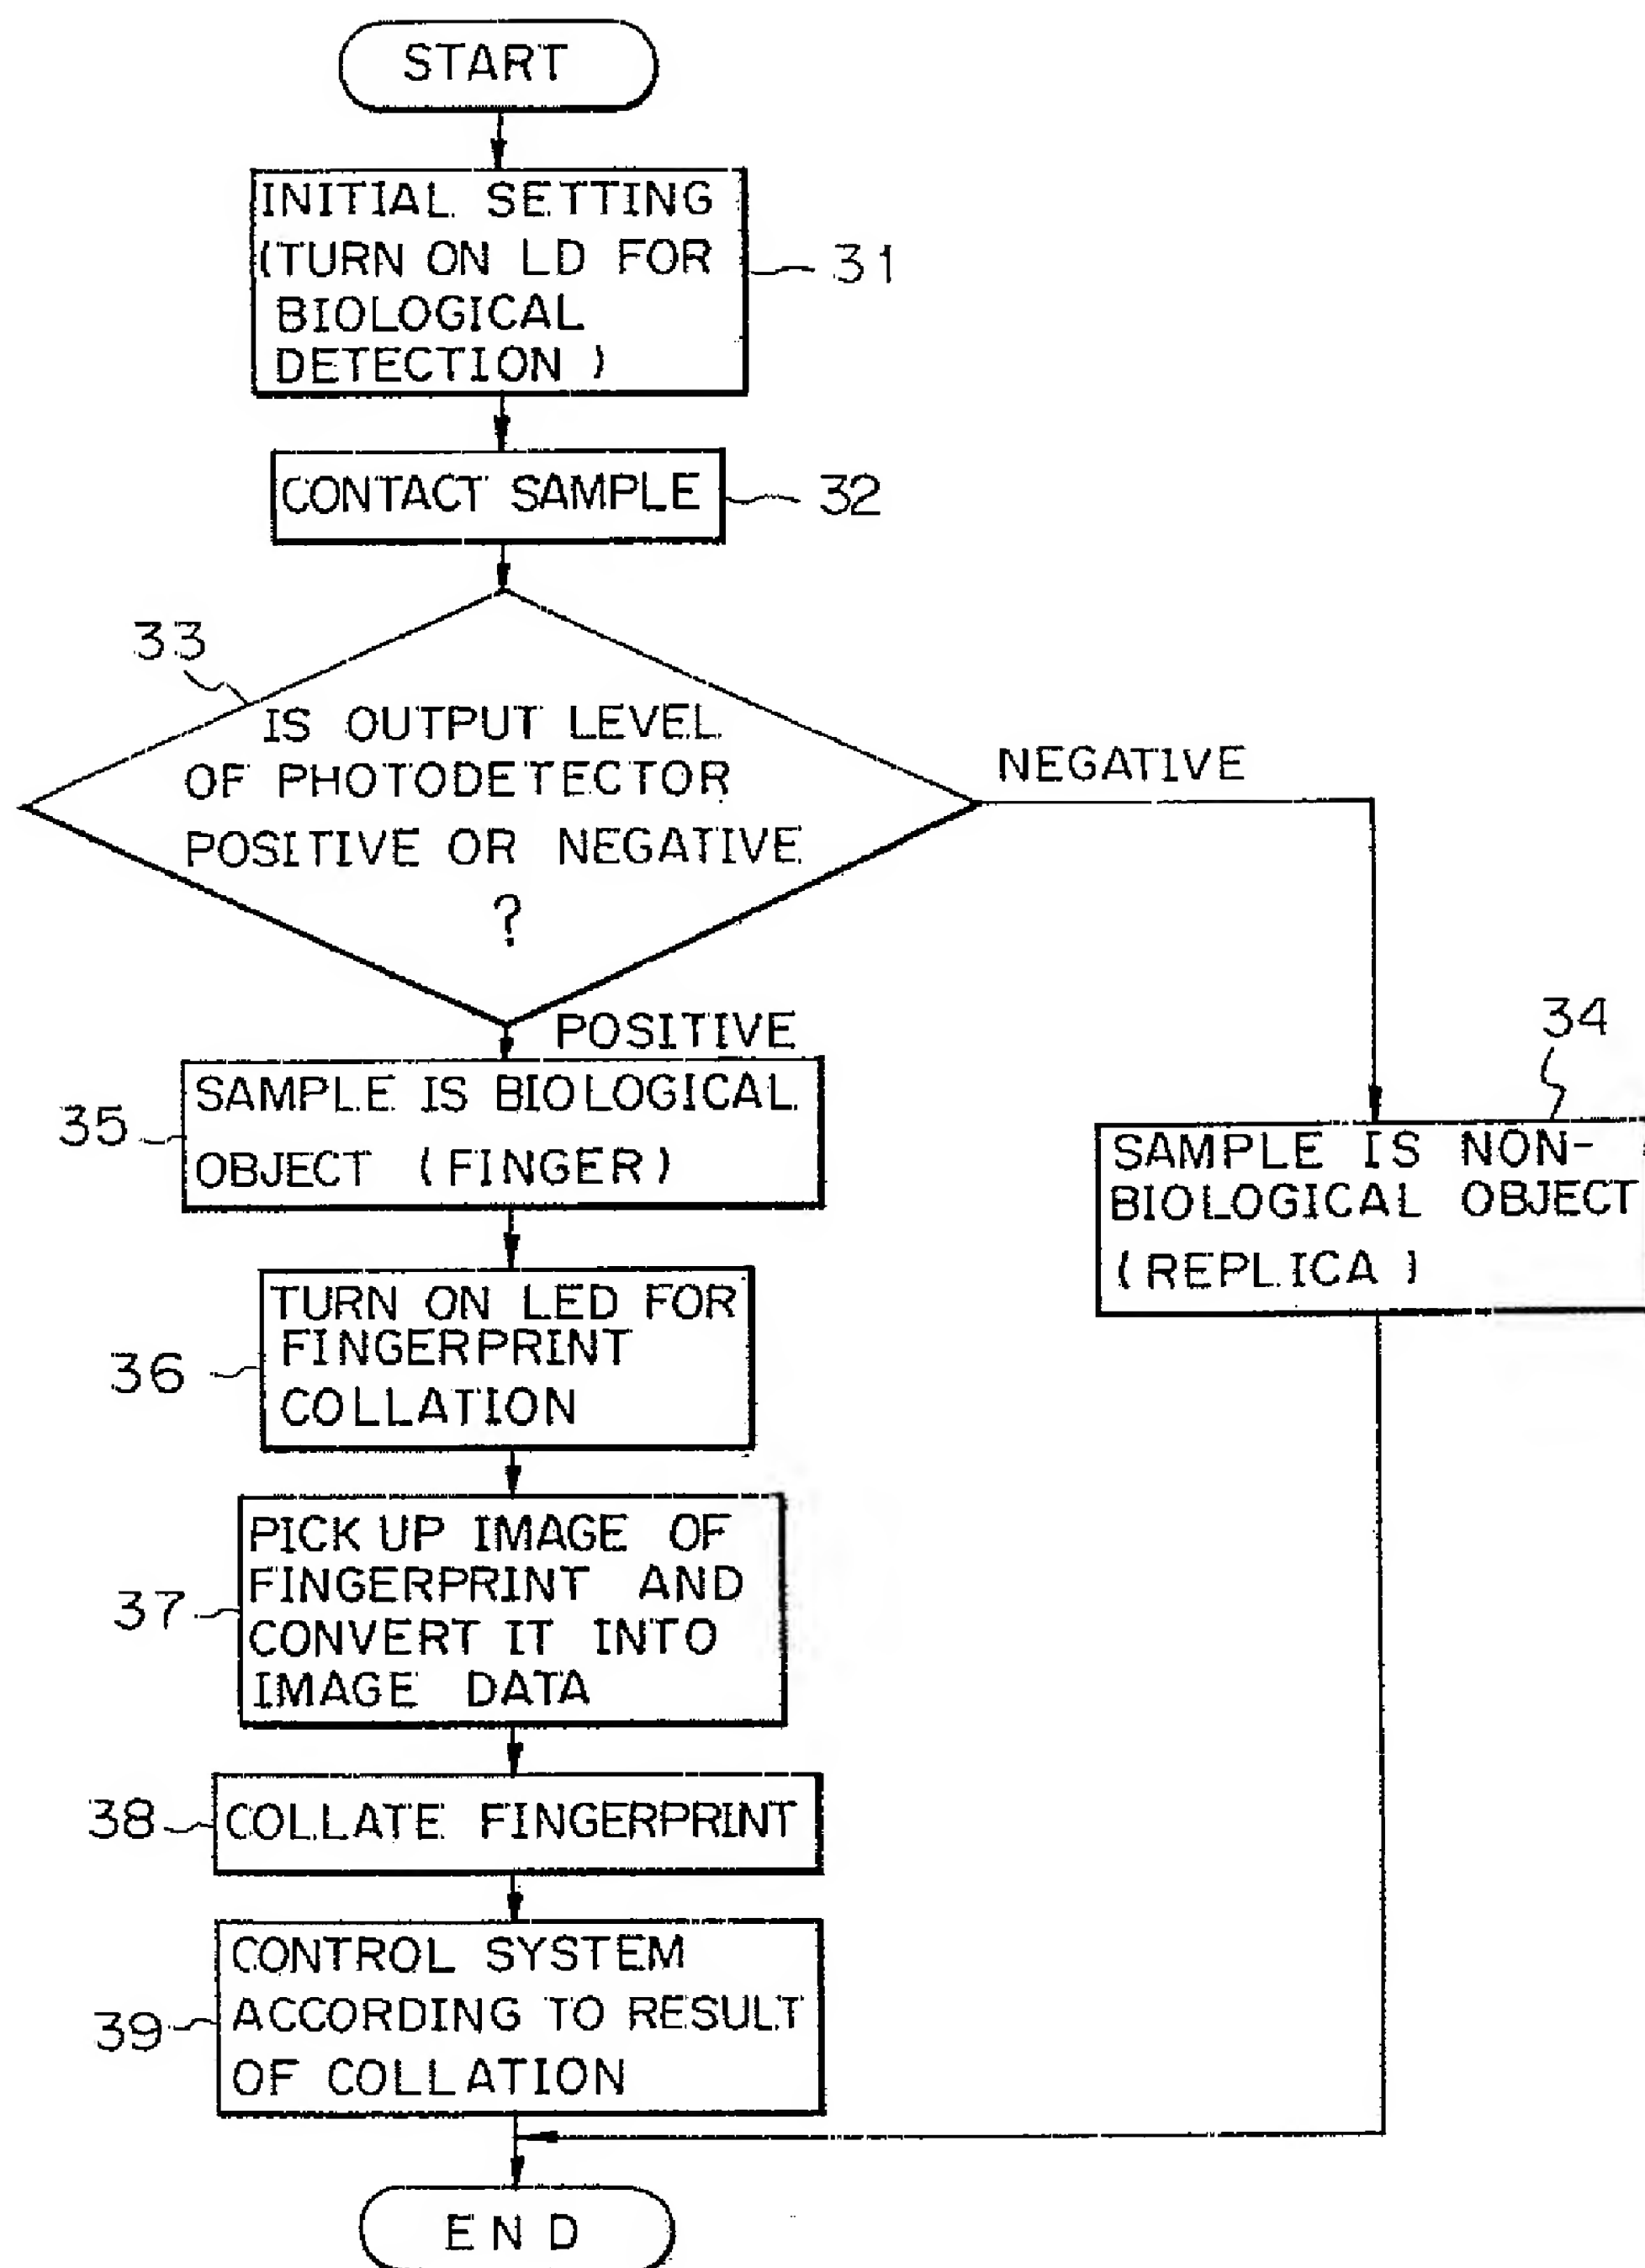 START
INITIAL SETTING
(TURN ON LD FOR
BIOLOGICAL
DETECTION)
31
CONTACT SAMPLE
32
33
IS OUTPUT LEVEL
OF PHOTODETECTOR
POSITIVE OR NEGATIVE
?
NEGATIVE
POSITIVE
34
SAMPLE IS NON-
BIOLOGICAL OBJECT
(REPLICA)
35
SAMPLE IS BIOLOGICAL
OBJECT (FINGER)
36
TURN ON LED FOR
FINGERPRINT
COLLATION
37
PICK UP IMAGE OF
FINGERPRINT AND
CONVERT IT INTO
IMAGE DATA
38
COLLATE FINGERPRINT
39
CONTROL SYSTEM
ACCORDING TO RESULT
OF COLLATION
END